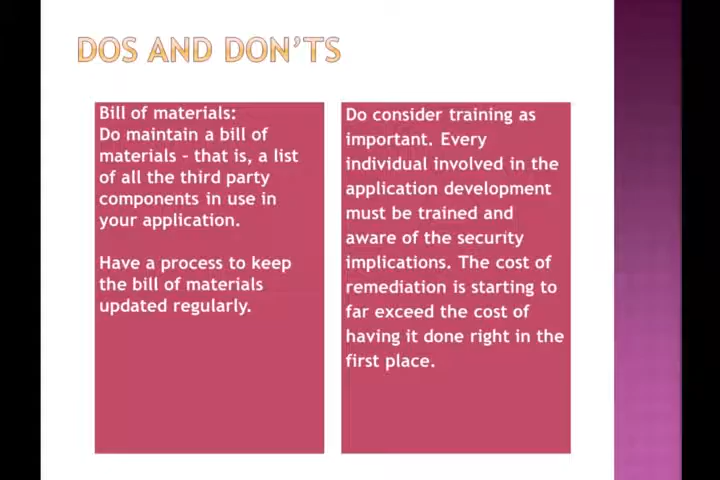 DOS AND DON'TS
Bill of materials:
Do maintain a bill of
materials - that is, a list
of all the third party
components in use in
your application.
Have a process to keep
the bill of materials
updated regularly.
Do consider training as
important. Every
individual involved in the
application development
must be trained and
aware of the security
implications. The cost of
remediation is starting to
far exceed the cost of
having it done right in the
first place.